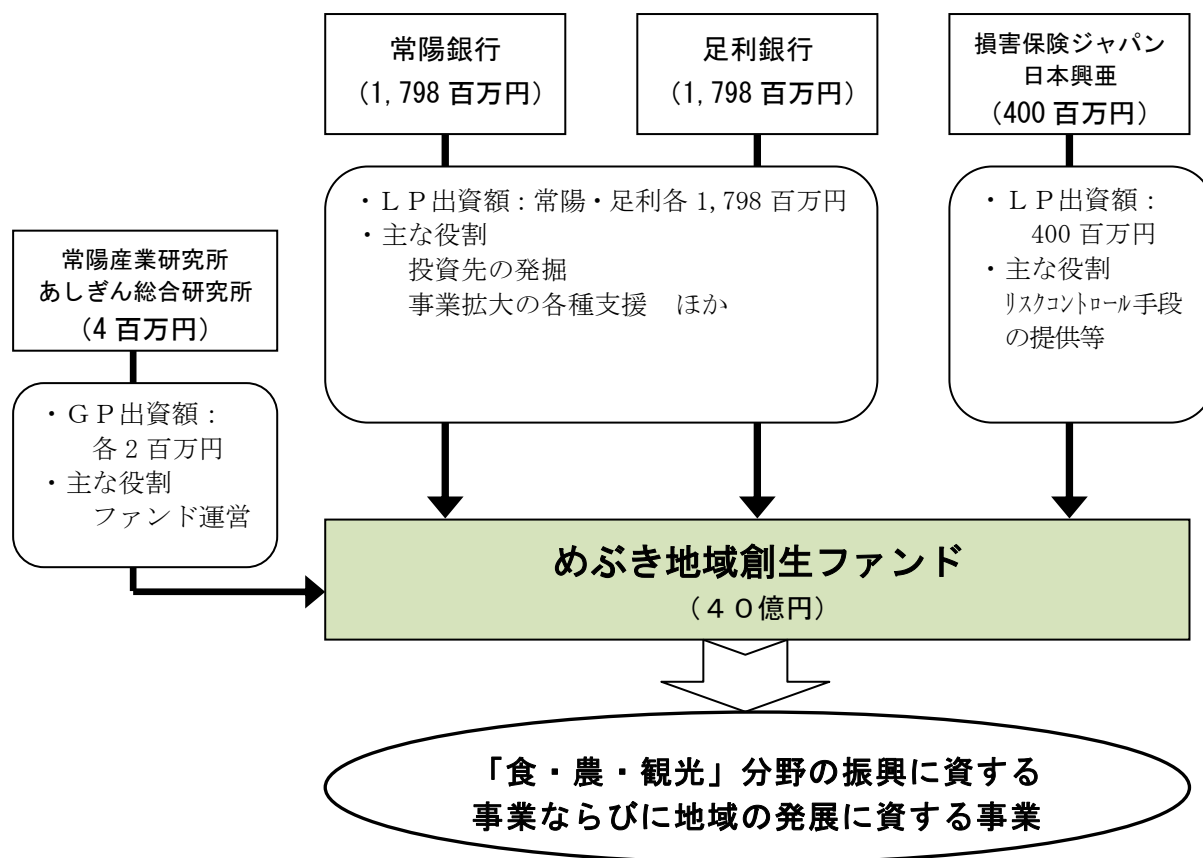 常陽銀行
（1,798 百万円）
足利銀行
（1,798 百万円）
損害保険ジャパン
日本興亜
（400 百万円）
・ＬＰ出資額：常陽・足利各 1,798 百万円
・主な役割
投資先の発掘
事業拡大の各種支援　ほか
・ＬＰ出資額：
400 百万円
・主な役割
ﾘｽｸｺﾝﾄﾛｰﾙ手段
の提供等
常陽産業研究所
あしぎん総合研究所
（4 百万円）
・ＧＰ出資額：
各 2 百万円
・主な役割
ファンド運営
めぶき地域創生ファンド
（４０億円）
「食・農・観光」分野の振興に資する
事業ならびに地域の発展に資する事業